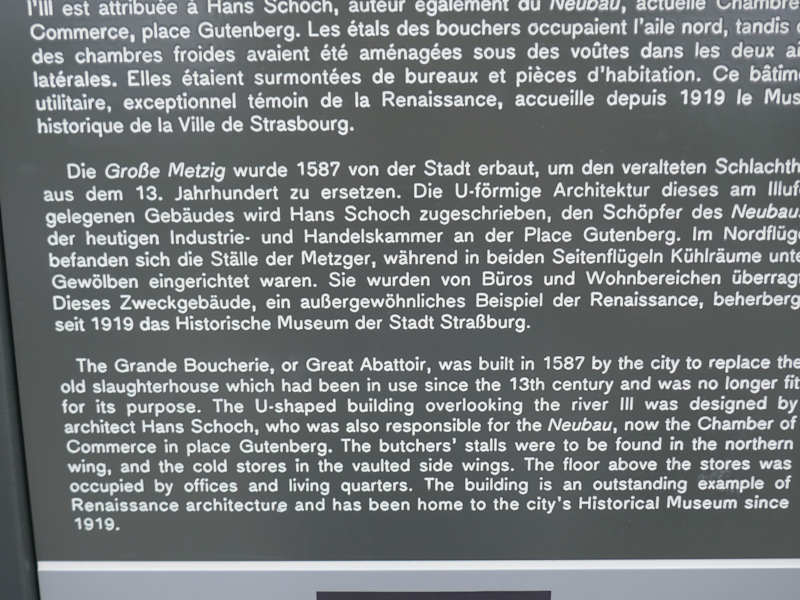 l'Ill est attribuée à Hans Schoch, auteur également du Neubau, actuelle Chambre
Commerce, place Gutenberg. Les étals des bouchers occupaient l'aile nord, tandis
des chambres froides avaient été aménagées sous des voûtes dans les deux
latérales. Elles étaient surmontées de bureaux et pièces d'habitation. Ce
utilitaire, exceptionnel témoin de la Renaissance, accueille depuis 1919 le
historique de la Ville de Strasbourg.
Die Große Metzig wurde 1587 von der Stadt erbaut, um den veralteten
aus dem 13. Jahrhundert zu ersetzen. Die U-förmige Architektur dieses am
gelegenen Gebäudes wird Hans Schoch zugeschrieben, den Schöpfer des Neubau
der heutigen Industrie- und Handelskammer an der Place Gutenberg. Im
befanden sich die Ställe der Metzger, während in beiden Seitenflügeln Kühlräume
Gewölben eingerichtet waren. Sie wurden von Büros und Wohnbereichen
Dieses Zweckgebäude, ein außergewöhnliches Beispiel der Renaissance,
seit 1919 das Historische Museum der Stadt Straßburg.
The Grande Boucherie, or Great Abattoir, was built in 1587 by the city to replace the
old slaughterhouse which had been in use since the 13th century and was no longer fit
for its purpose. The U-shaped building overlooking the river Ill was designed by
architect Hans Schoch, who was also responsible for the Neubau, now the Chamber of
Commerce in place Gutenberg. The butchers' stalls were to be found in the northern
wing, and the cold stores in the vaulted side wings. The floor above the stores was
occupied by offices and living quarters. The building is an outstanding example of
Renaissance architecture and has been home to the city's Historical Museum since
1919.